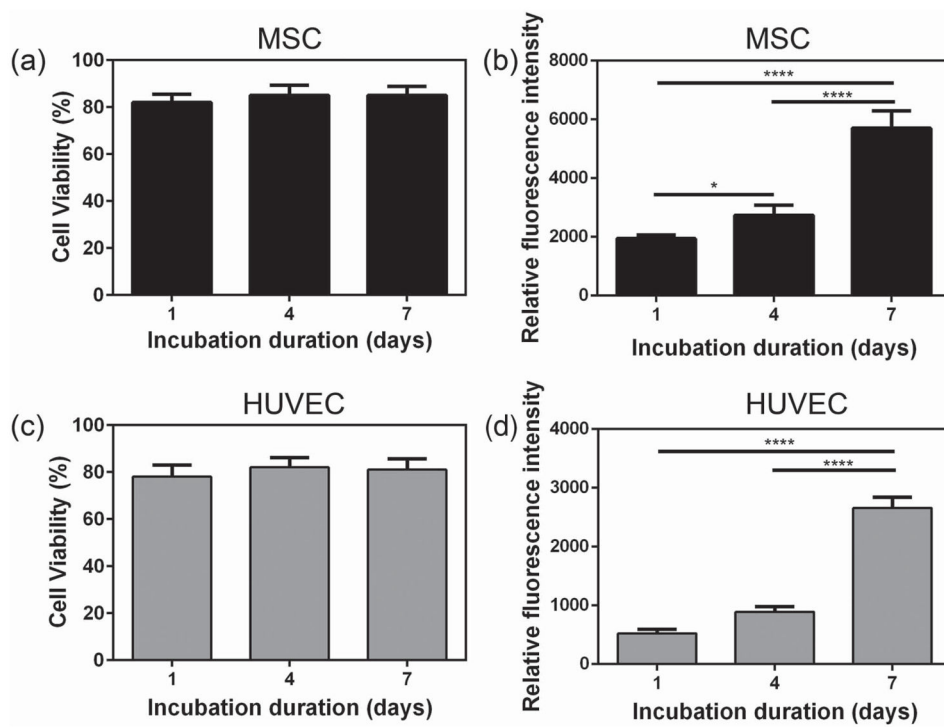 (a)
MSC
Cell Viability (%)
100
80
60
40
20
0
1 4 7
Incubation duration (days)
(b)
MSC
Relative fluorescence intensity
8000
6000
4000
2000
0
****
****
*
1 4 7
Incubation duration (days)
(c)
HUVEC
Cell Viability (%)
100
80
60
40
20
0
1 4 7
Incubation duration (days)
(d)
HUVEC
Relative fluorescence intensity
4000
3000
2000
1000
0
****
****
1 4 7
Incubation duration (days)